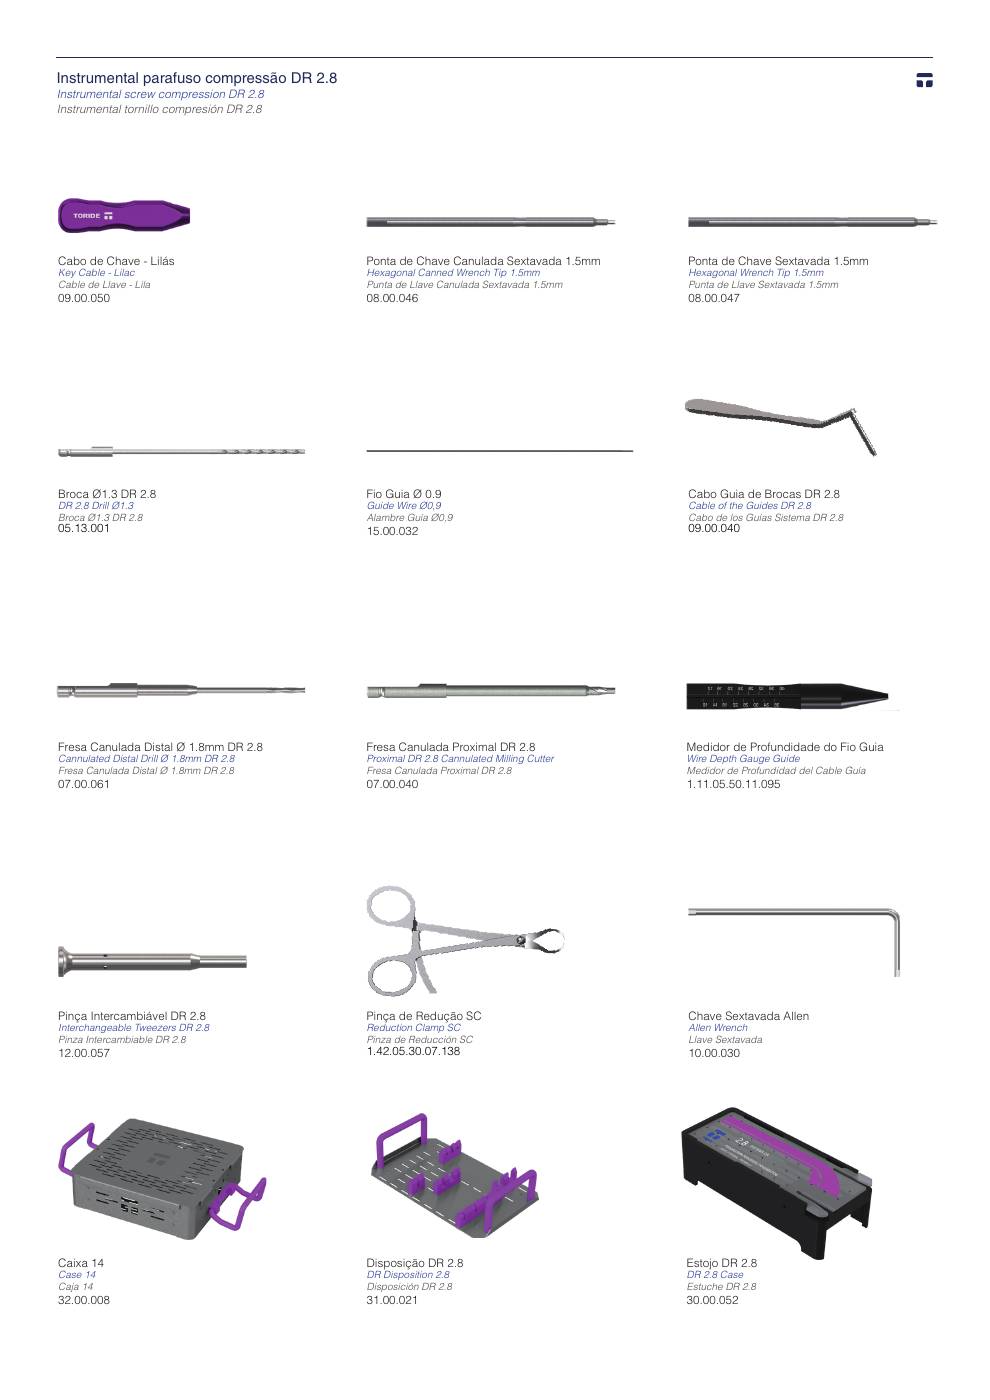 Instrumental parafuso compressão DR 2.8
Instrumental screw compression DR 2.8
Instrumental tornillo compresión DR 2.8
TORIDE
Cabo de Chave - Lilás
Key Cable - Lilac
Cable de Llave - Lila
09.00.050
Ponta de Chave Canulada Sextavada 1.5mm
Hexagonal Canned Wrench Tip 1.5mm
Punta de Llave Canulada Sextavada 1.5mm
08.00.046
Ponta de Chave Sextavada 1.5mm
Hexagonal Wrench Tip 1.5mm
Punta de Llave Sextavada 1.5mm
08.00.047
Broca Ø1.3 DR 2.8
DR 2.8 Drill Ø1.3
Broca Ø1.3 DR 2.8
05.13.001
Fio Guia Ø 0.9
Guide Wire Ø0,9
Alambre Guía Ø0,9
15.00.032
Cabo Guia de Brocas DR 2.8
Cable of the Guides DR 2.8
Cabo de los Guías Sistema DR 2.8
09.00.040
Fresa Canulada Distal Ø 1.8mm DR 2.8
Cannulated Distal Drill Ø 1.8mm DR 2.8
Fresa Canulada Distal Ø 1.8mm DR 2.8
07.00.061
Fresa Canulada Proximal DR 2.8
Proximal DR 2.8 Cannulated Milling Cutter
Fresa Canulada Proximal DR 2.8
07.00.040
Medidor de Profundidade do Fio Guia
Wire Depth Gauge Guide
Medidor de Profundidad del Cable Guía
1.11.05.50.11.095
Pinça Intercambiável DR 2.8
Interchangeable Tweezers DR 2.8
Pinza Intercambiable DR 2.8
12.00.057
Pinça de Redução SC
Reduction Clamp SC
Pinza de Reducción SC
1.42.05.30.07.138
Chave Sextavada Allen
Allen Wrench
Llave Sextavada
10.00.030
2.8
Caixa 14
Case 14
Caja 14
32.00.008
Disposição DR 2.8
DR Disposition 2.8
Disposición DR 2.8
31.00.021
Estojo DR 2.8
DR 2.8 Case
Estuche DR 2.8
30.00.052